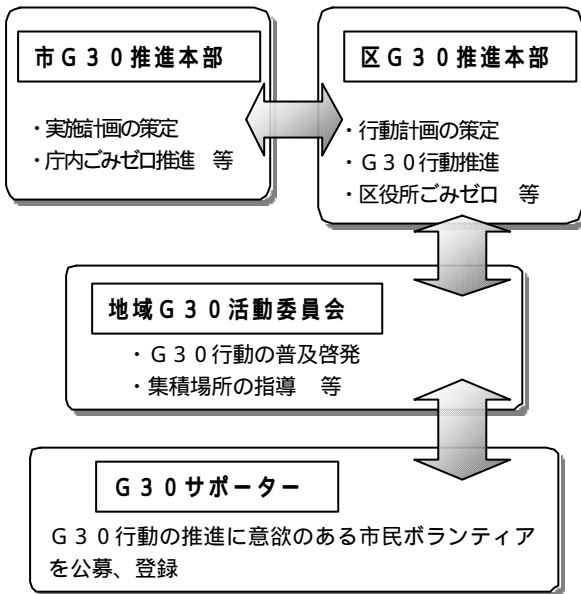 市G30推進本部
・実施計画の策定
・庁内ごみゼロ推進　等
区G30推進本部
・行動計画の策定
・G30行動推進
・区役所ごみゼロ　等
地域G30活動委員会
・G30行動の普及啓発
・集積場所の指導　等
G30サポーター
G30行動の推進に意欲のある市民ボランティア
を公募、登録